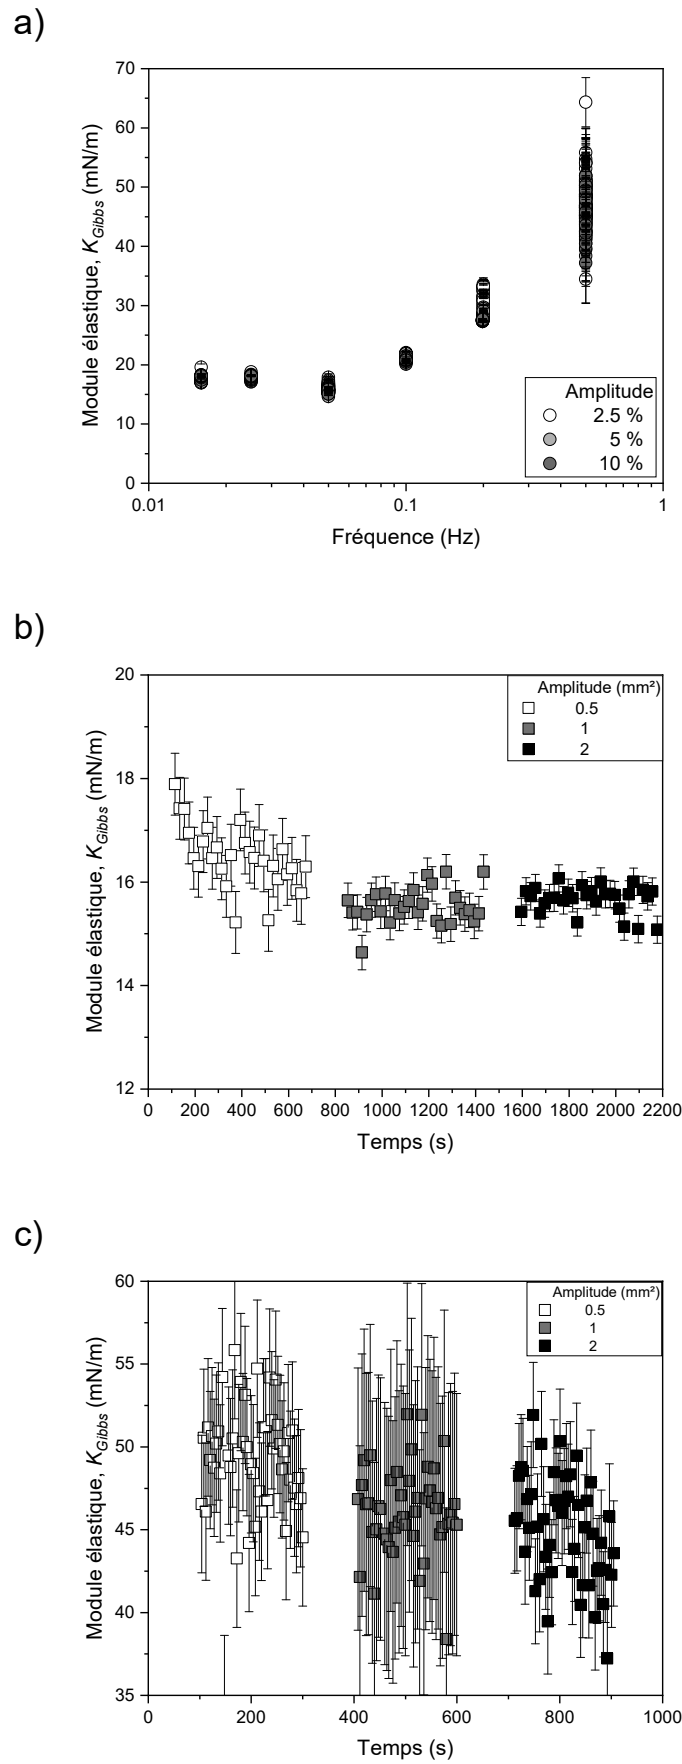 a)
70
60
50
40
30
20
10
0
Module élastique, K_Gibbs (mN/m)
Amplitude
2.5 %
5 %
10 %
0.01
0.1
1
Fréquence (Hz)
b)
20
18
16
14
12
Module élastique, K_Gibbs (mN/m)
Amplitude (mm²)
0.5
1
2
0 200 400 600 800 1000 1200 1400 1600 1800 2000 2200
Temps (s)
c)
60
55
50
45
40
35
Module élastique, K_Gibbs (mN/m)
Amplitude (mm²)
0.5
1
2
0 200 400 600 800 1000
Temps (s)